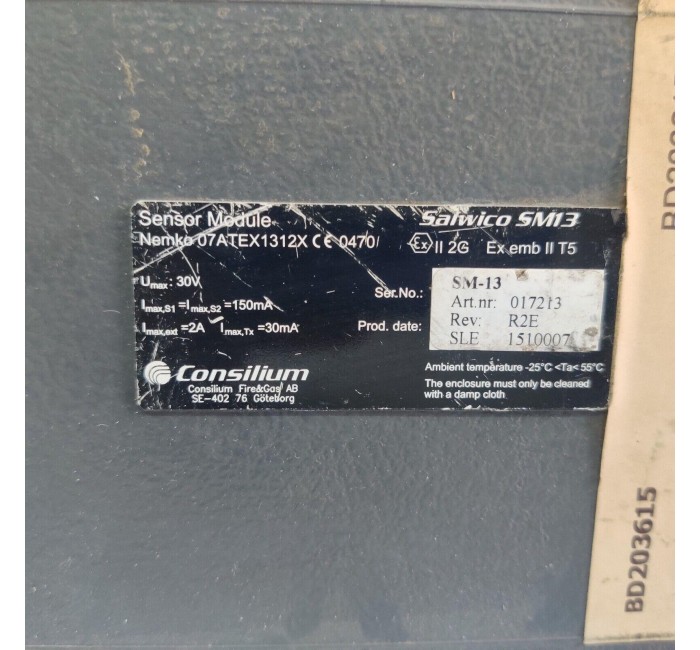 Sensor Module
Salwico SM13
Nemko 07ATEX1312X CE 0470
Ex II 2G Ex emb II T5
Umax: 30V
Imax,S1 =Imax,S2 =150mA
Imax,ext =2A Imax,Tx =30mA
Ser.No.:
Prod. date:
SM-13
Art.nr: 017213
Rev: R2E
SLE 1510007
Consilium
Consilium Fire&Gas AB
SE-402 76 Göteborg
Ambient temperature -25°C <Ta< 55°C
The enclosure must only be cleaned
with a damp cloth
BD203615